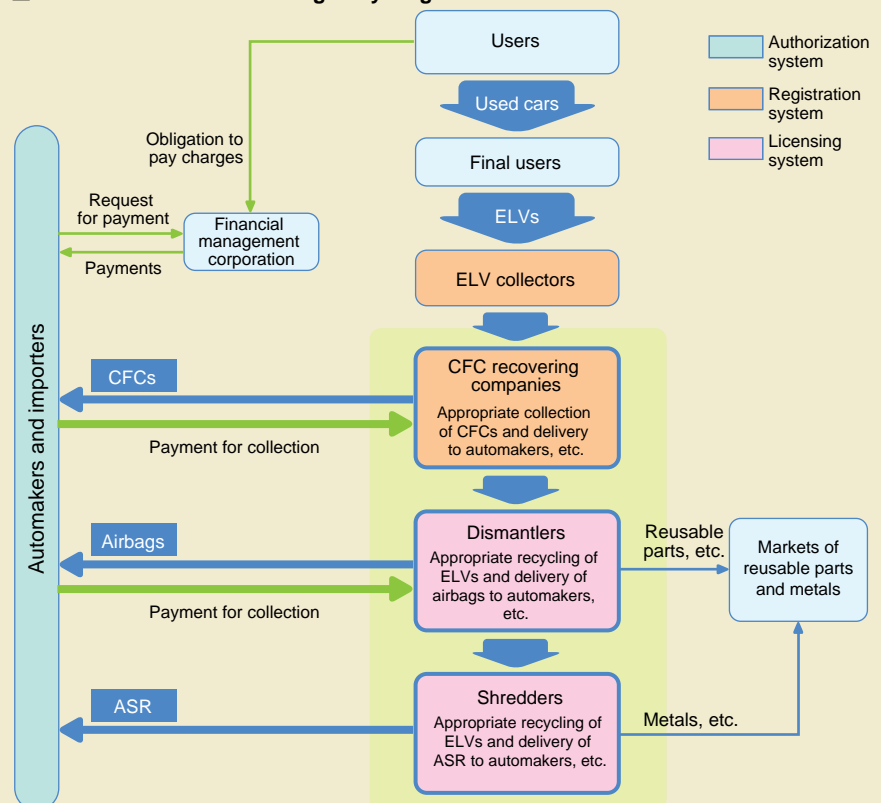 Users
Authorization
system
Registration
system
Licensing
system
Used cars
Obligation to
pay charges
Final users
Request
for payment
Financial
management
corporation
Payments
ELVs
ELV collectors
Automakers and importers
CFCs
CFC recovering
companies
Appropriate collection
of CFCs and delivery
to automakers, etc.
Payment for collection
Airbags
Dismantlers
Appropriate recycling of
ELVs and delivery of
airbags to automakers,
etc.
Reusable
parts, etc.
Markets of
reusable parts
and metals
Payment for collection
ASR
Shredders
Appropriate recycling of
ELVs and delivery of
ASR to automakers, etc.
Metals, etc.